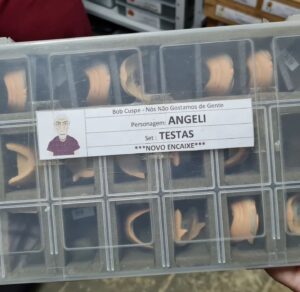 Bob Cuspe - Nós Não Gostamos de Gente
Personagem: ANGELI
Set: TESTAS
***NOVO ENCAIXE***